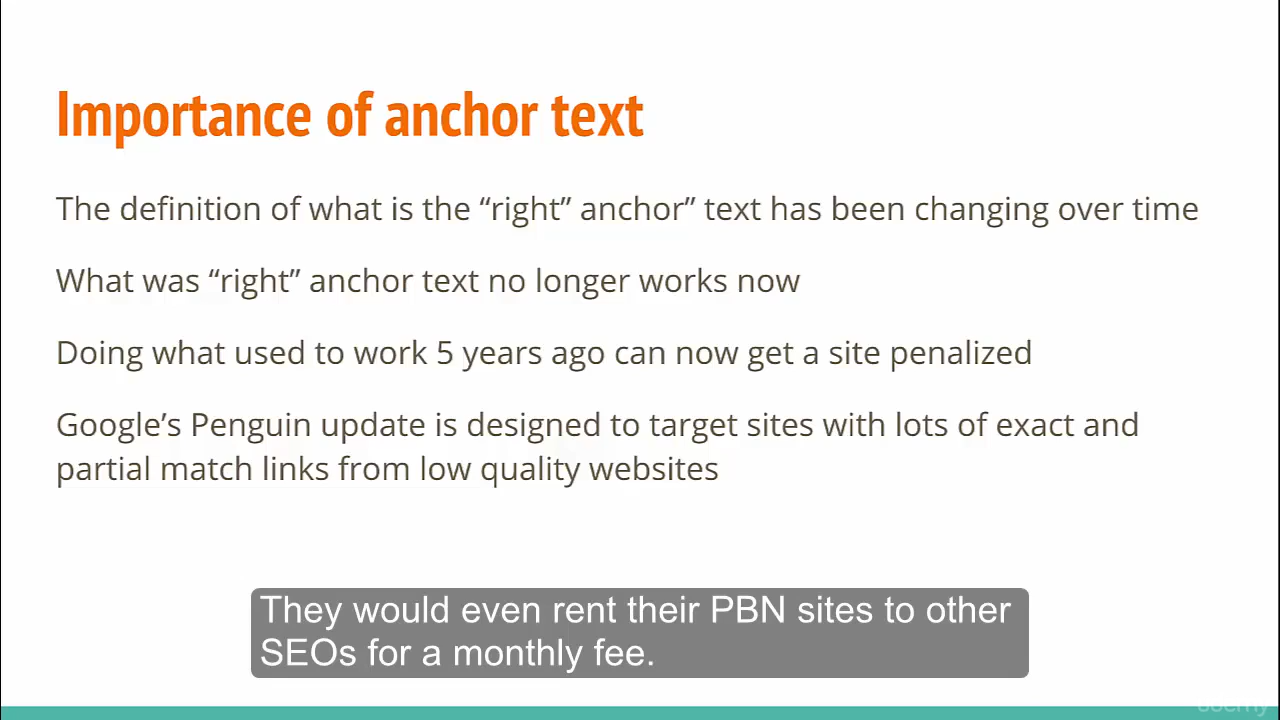 Importance of anchor text
The definition of what is the “right” anchor” text has been changing over time
What was “right” anchor text no longer works now
Doing what used to work 5 years ago can now get a site penalized
Google’s Penguin update is designed to target sites with lots of exact and
partial match links from low quality websites
They would even rent their PBN sites to other
SEOs for a monthly fee.